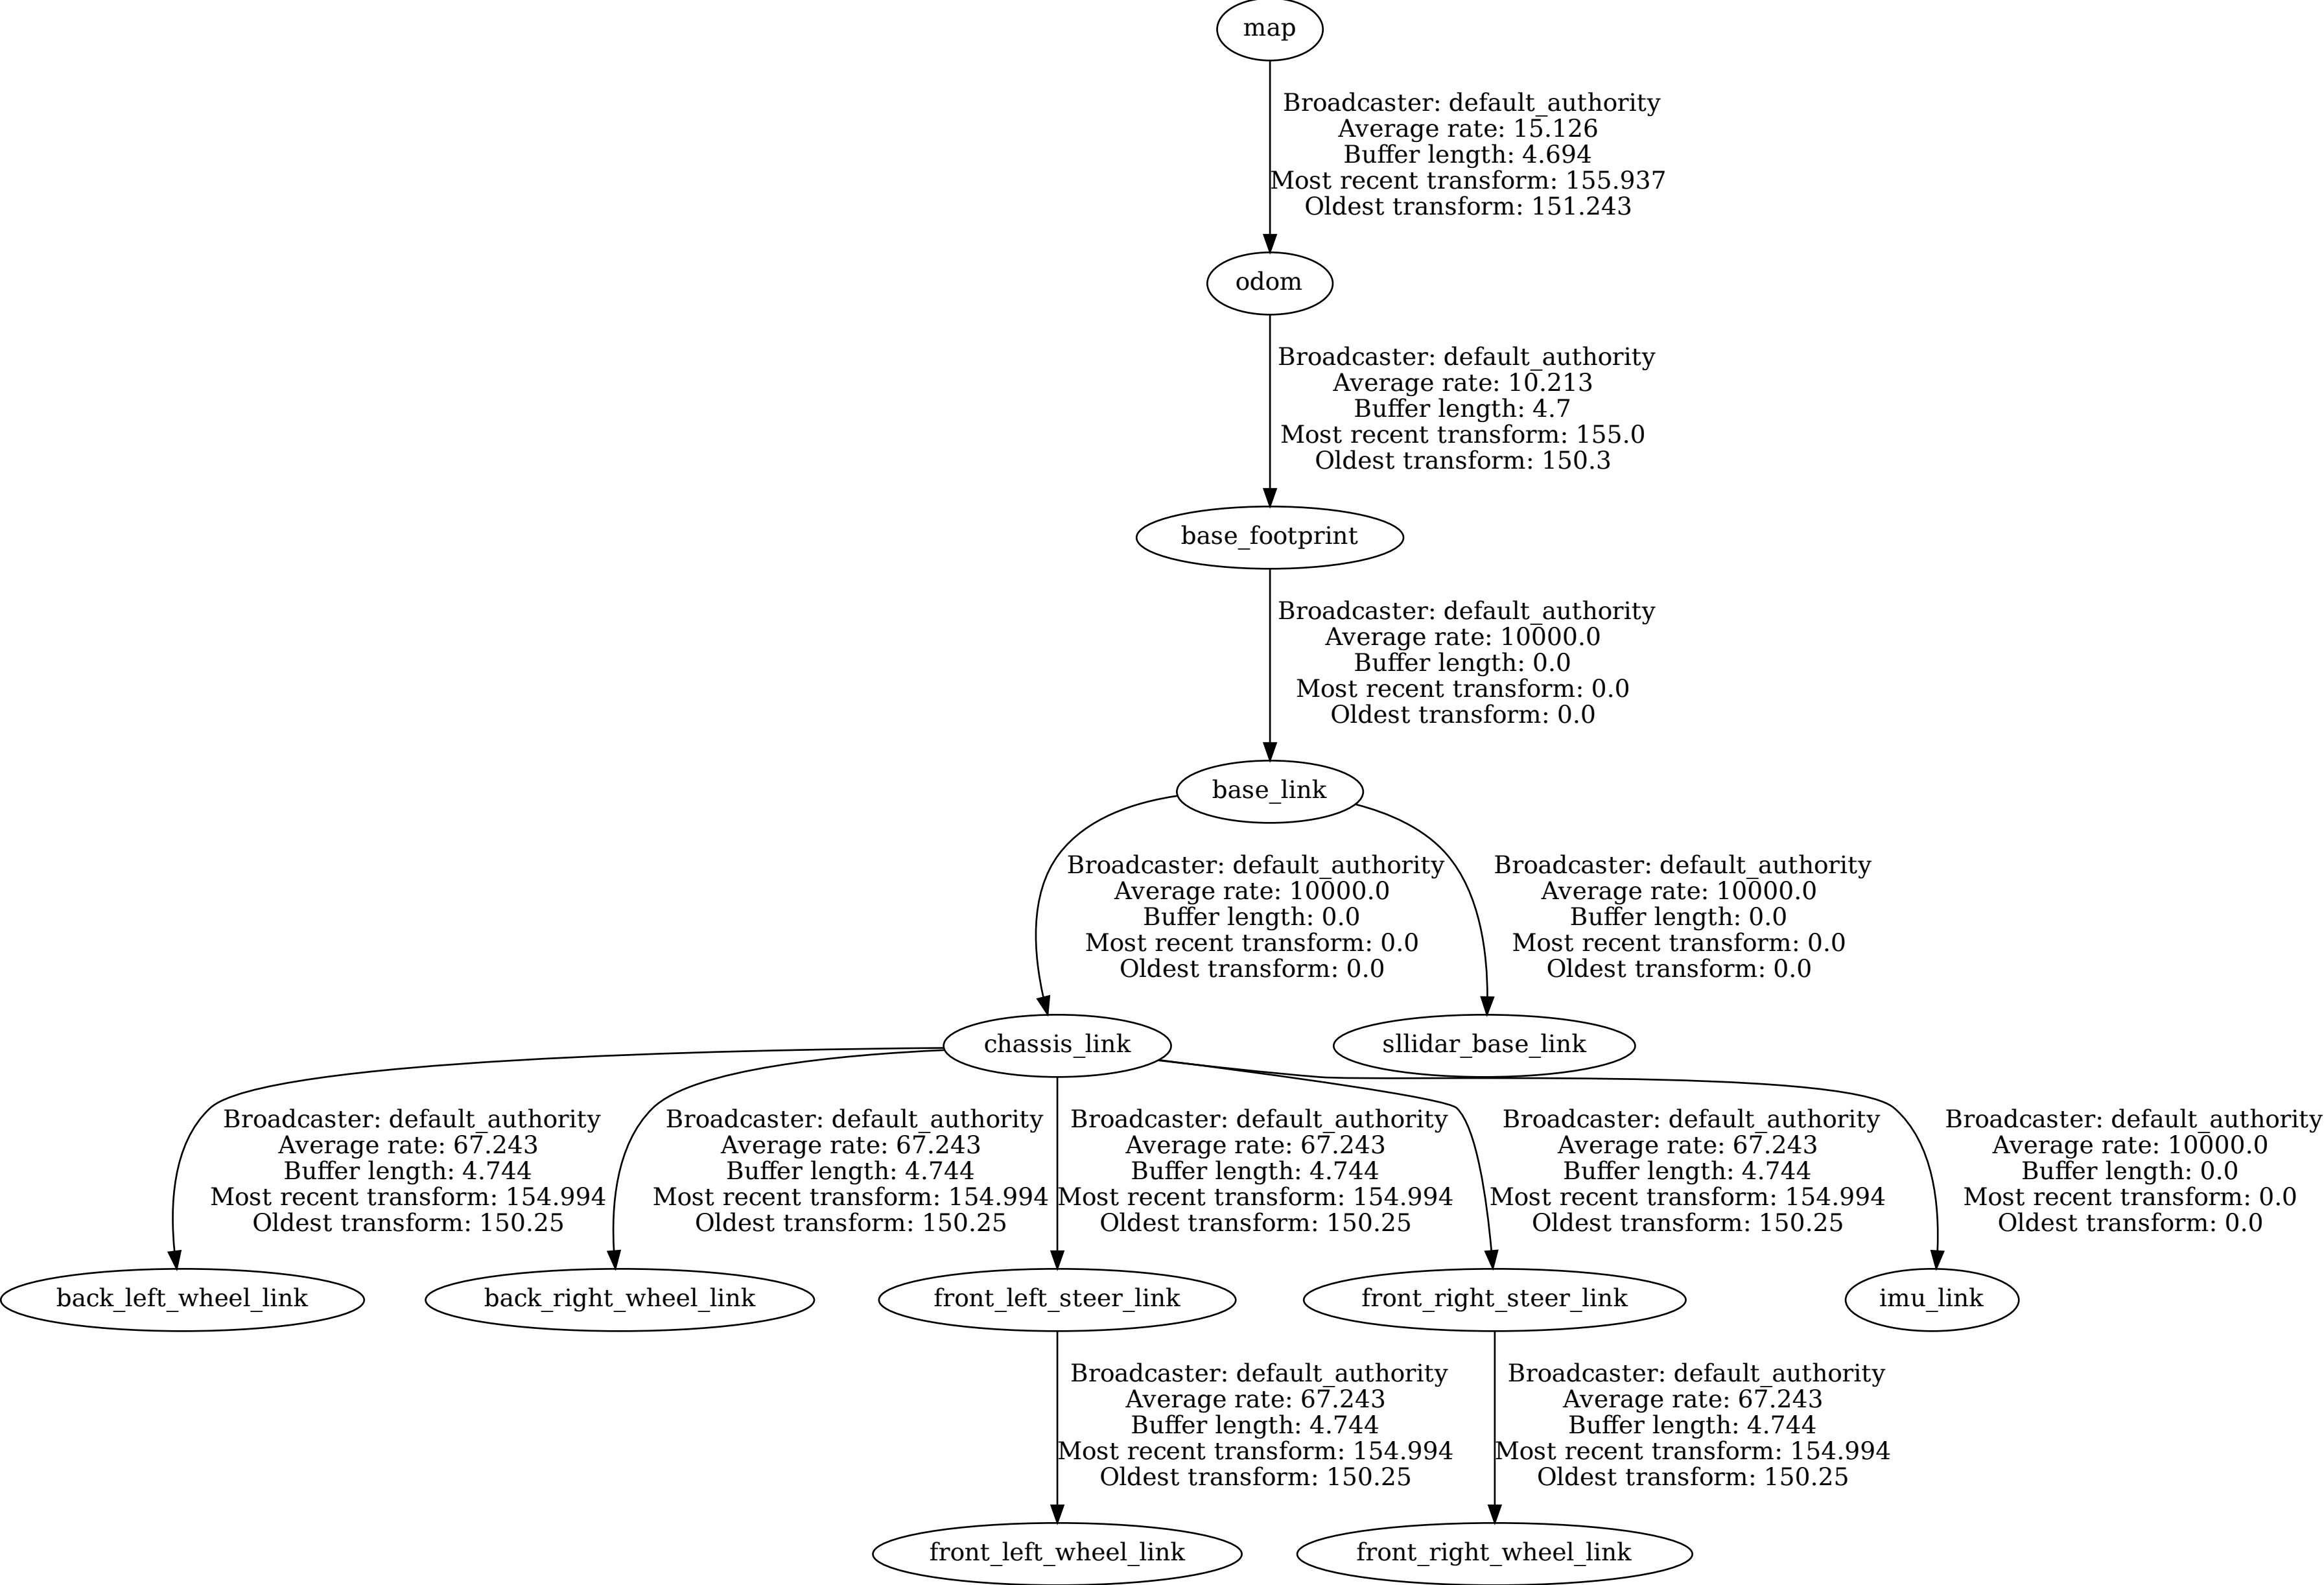 map
Broadcaster: default_authority
Average rate: 15.126
Buffer length: 4.694
Most recent transform: 155.937
Oldest transform: 151.243
odom
Broadcaster: default_authority
Average rate: 10.213
Buffer length: 4.7
Most recent transform: 155.0
Oldest transform: 150.3
base_footprint
Broadcaster: default_authority
Average rate: 10000.0
Buffer length: 0.0
Most recent transform: 0.0
Oldest transform: 0.0
base_link
Broadcaster: default_authority
Average rate: 10000.0
Buffer length: 0.0
Most recent transform: 0.0
Oldest transform: 0.0
Broadcaster: default_authority
Average rate: 10000.0
Buffer length: 0.0
Most recent transform: 0.0
Oldest transform: 0.0
chassis_link
sllidar_base_link
Broadcaster: default_authority
Average rate: 67.243
Buffer length: 4.744
Most recent transform: 154.994
Oldest transform: 150.25
Broadcaster: default_authority
Average rate: 67.243
Buffer length: 4.744
Most recent transform: 154.994
Oldest transform: 150.25
Broadcaster: default_authority
Average rate: 67.243
Buffer length: 4.744
Most recent transform: 154.994
Oldest transform: 150.25
Broadcaster: default_authority
Average rate: 67.243
Buffer length: 4.744
Most recent transform: 154.994
Oldest transform: 150.25
Broadcaster: default_authority
Average rate: 10000.0
Buffer length: 0.0
Most recent transform: 0.0
Oldest transform: 0.0
back_left_wheel_link
back_right_wheel_link
front_left_steer_link
front_right_steer_link
imu_link
Broadcaster: default_authority
Average rate: 67.243
Buffer length: 4.744
Most recent transform: 154.994
Oldest transform: 150.25
Broadcaster: default_authority
Average rate: 67.243
Buffer length: 4.744
Most recent transform: 154.994
Oldest transform: 150.25
front_left_wheel_link
front_right_wheel_link